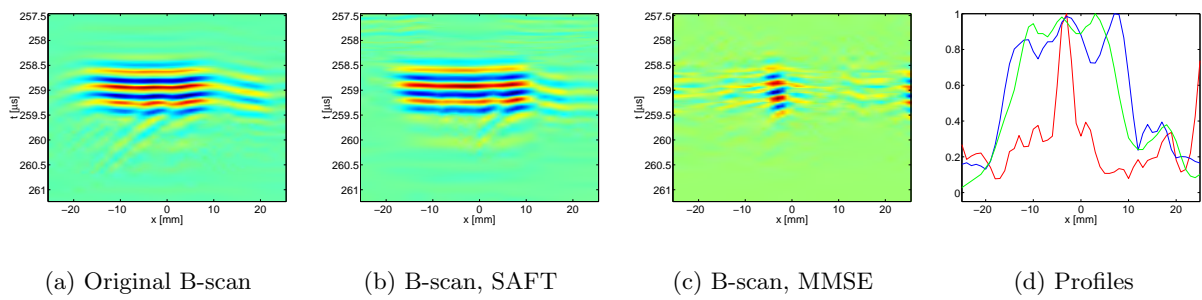 257.5
258
258.5
259
259.5
260
260.5
261
t [µs]
−20 −10 0 10 20
x [mm]
(a) Original B-scan
257.5
258
258.5
259
259.5
260
260.5
261
t [µs]
−20 −10 0 10 20
x [mm]
(b) B-scan, SAFT
257.5
258
258.5
259
259.5
260
260.5
261
t [µs]
−20 −10 0 10 20
x [mm]
(c) B-scan, MMSE
1
0.8
0.6
0.4
0.2
0
−20 −10 0 10 20
x [mm]
(d) Profiles